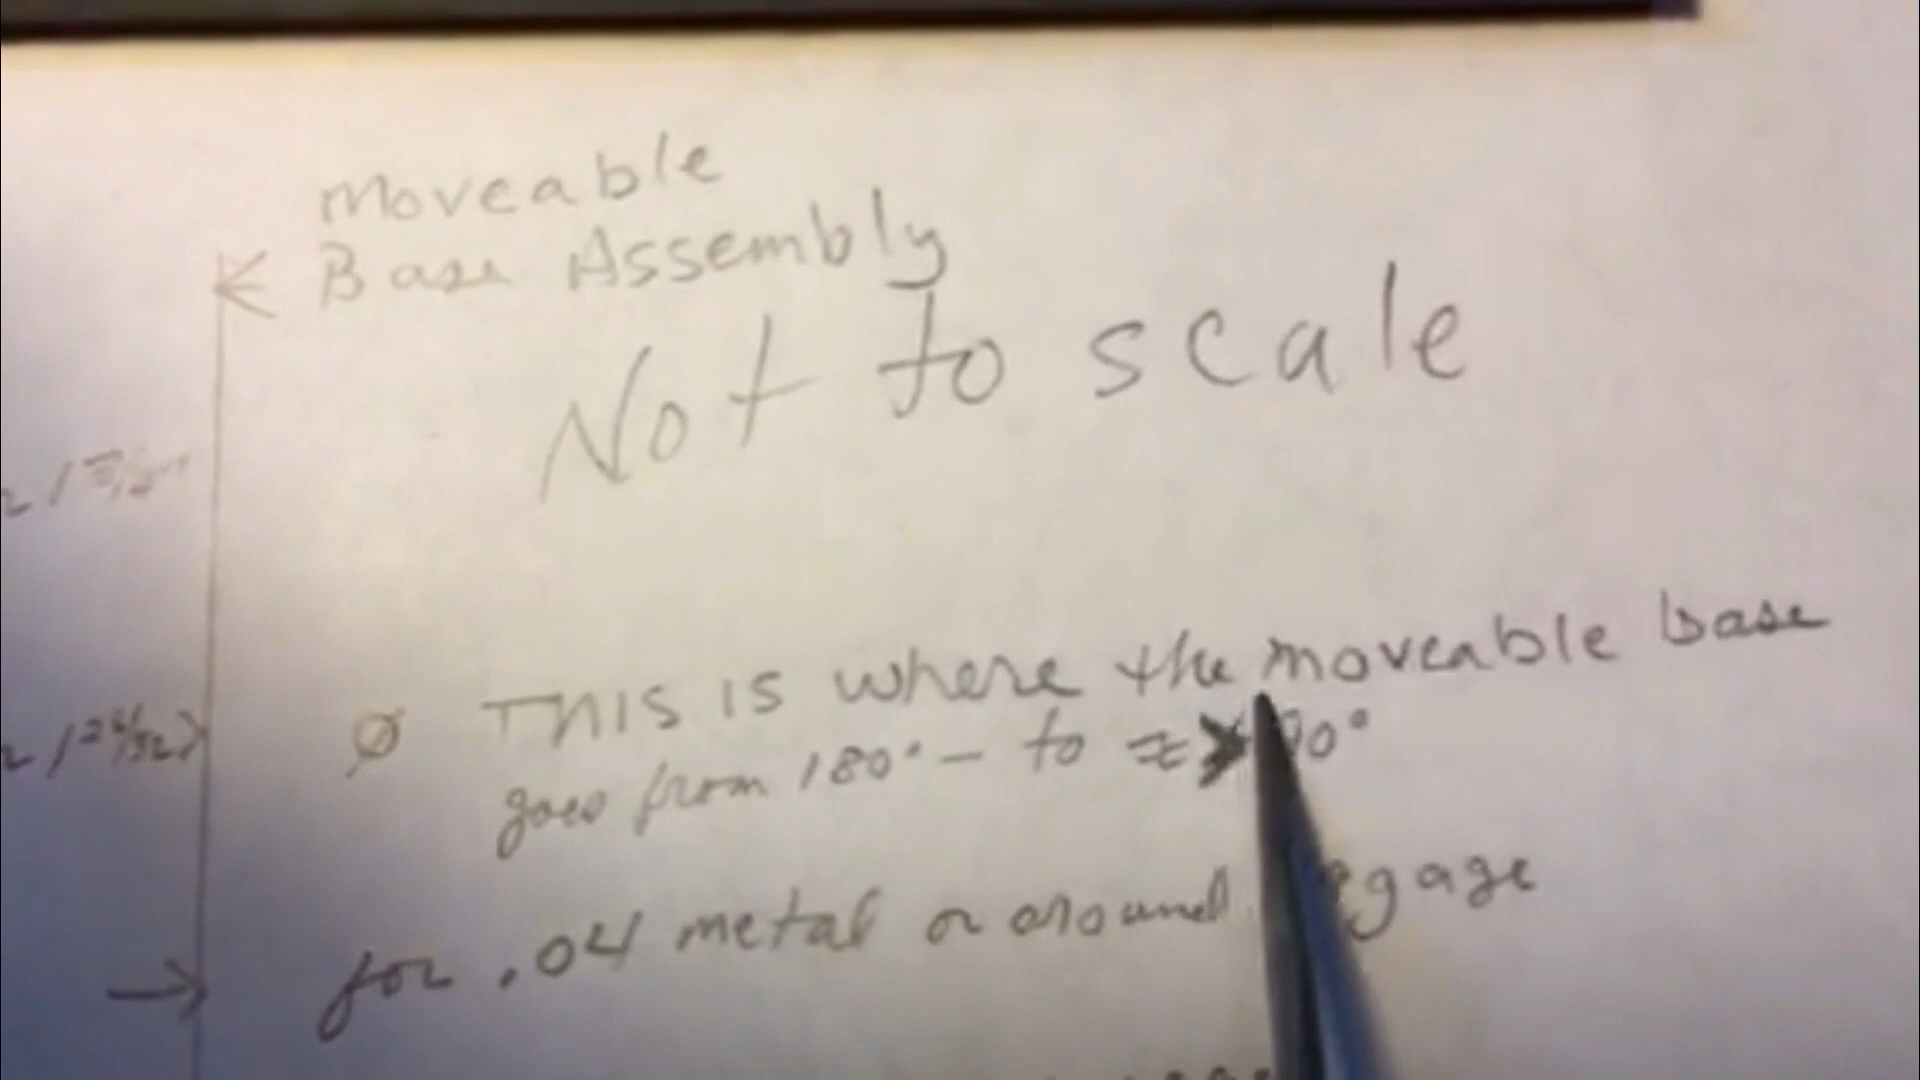 Moveable
Base Assembly
Not to scale
Ø THIS IS where the moveable base
goes from 180° - to ≈
for .04 metal or around